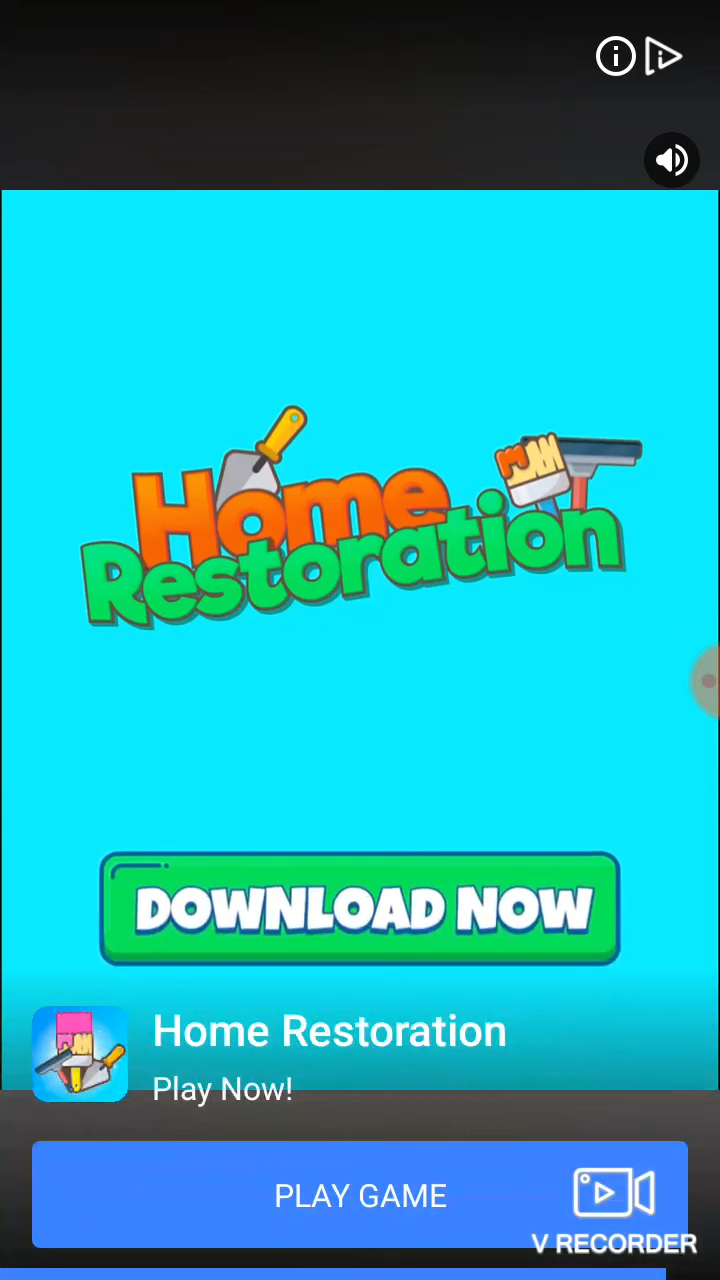 Home
Restoration
DOWNLOAD NOW
Home Restoration
Play Now!
PLAY GAME
V RECORDER